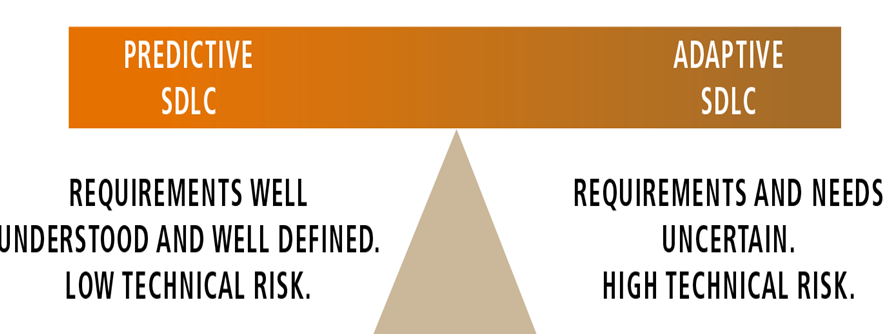 PREDICTIVE
SDLC
ADAPTIVE
SDLC
REQUIREMENTS WELL
UNDERSTOOD AND WELL DEFINED.
LOW TECHNICAL RISK.
REQUIREMENTS AND NEEDS
UNCERTAIN.
HIGH TECHNICAL RISK.